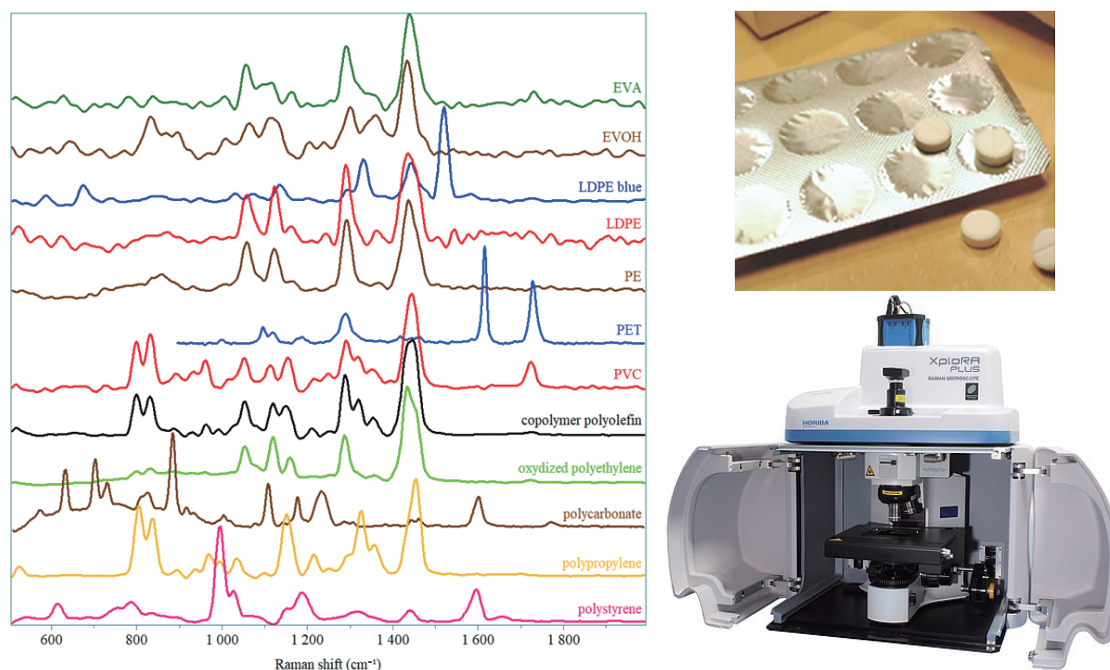 EVA
EVOH
LDPE blue
LDPE
PE
PET
PVC
copolymer polyolefin
oxydized polyethylene
polycarbonate
polypropylene
polystyrene
600 800 1 000 1 200 1 400 1 600 1 800
Raman shift (cm⁻¹)
XploRA
PLUS
RAMAN MICROSCOPE
HORIBA